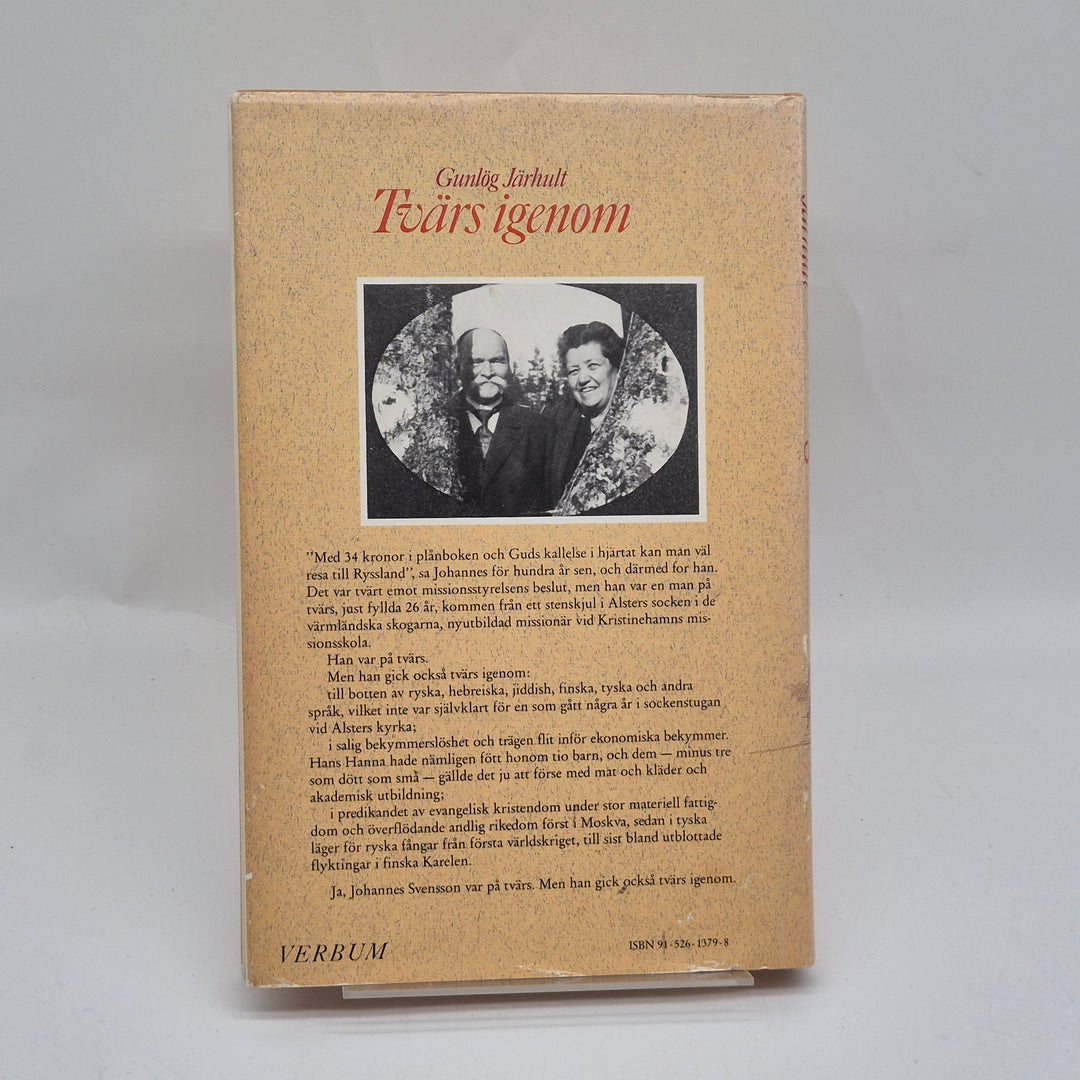 Gunlög Järhult
Tvärs igenom
”Med 34 kronor i plånboken och Guds kallelse i hjärtat kan man väl
resa till Ryssland”, sa Johannes för hundra år sen, och därmed for han.
Det var tvärt emot missionsstyrelsens beslut, men han var en man på
tvärs, just fyllda 26 år, kommen från ett stenskjul i Alsters socken i de
värmländska skogarna, nyutbildad missionär vid Kristinehamns mis-
sionsskola.
Han var på tvärs.
Men han gick också tvärs igenom:
till botten av ryska, hebreiska, jiddish, finska, tyska och andra
språk, vilket inte var självklart för en som gått några år i sockenstugan
vid Alsters kyrka;
i salig bekymmerslöshet och trägen flit inför ekonomiska bekymmer.
Hans Hanna hade nämligen fött honom tio barn, och dem — minus tre
som dött som små — gällde det ju att förse med mat och kläder och
akademisk utbildning;
i predikandet av evangelisk kristendom under stor materiell fattig-
dom och överflödande andlig rikedom först i Moskva, sedan i tyska
läger för ryska fångar från första världskriget, till sist bland utblottade
flyktingar i finska Karelen.
Ja, Johannes Svensson var på tvärs. Men han gick också tvärs igenom.
VERBUM
ISBN 91-526-1379-8